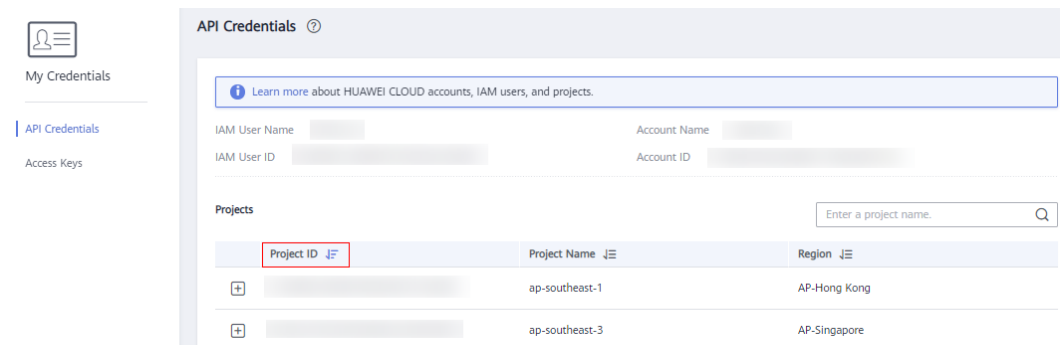 API Credentials
My Credentials
API Credentials
Access Keys
Learn more about HUAWEI CLOUD accounts, IAM users, and projects.
IAM User Name Account Name
IAM User ID Account ID
Projects Enter a project name.
Project ID Project Name Region
ap-southeast-1 AP-Hong Kong
ap-southeast-3 AP-Singapore